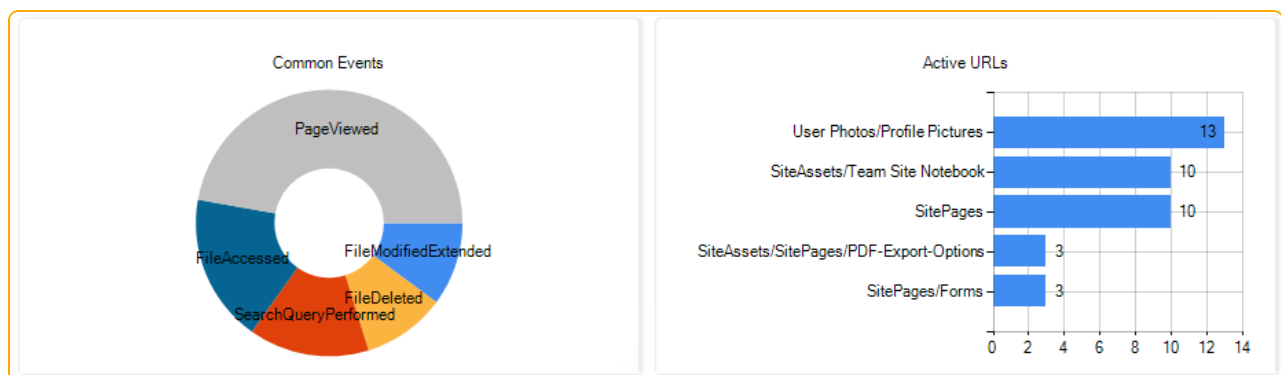 Common Events
PageViewed
FileAccessed
FileModifiedExtended
FileDeleted
SearchQueryPerformed
Active URLs
User Photos/Profile Pictures 13
SiteAssets/Team Site Notebook 10
SitePages 10
SiteAssets/SitePages/PDF-Export-Options 3
SitePages/Forms 3
0 2 4 6 8 10 12 14